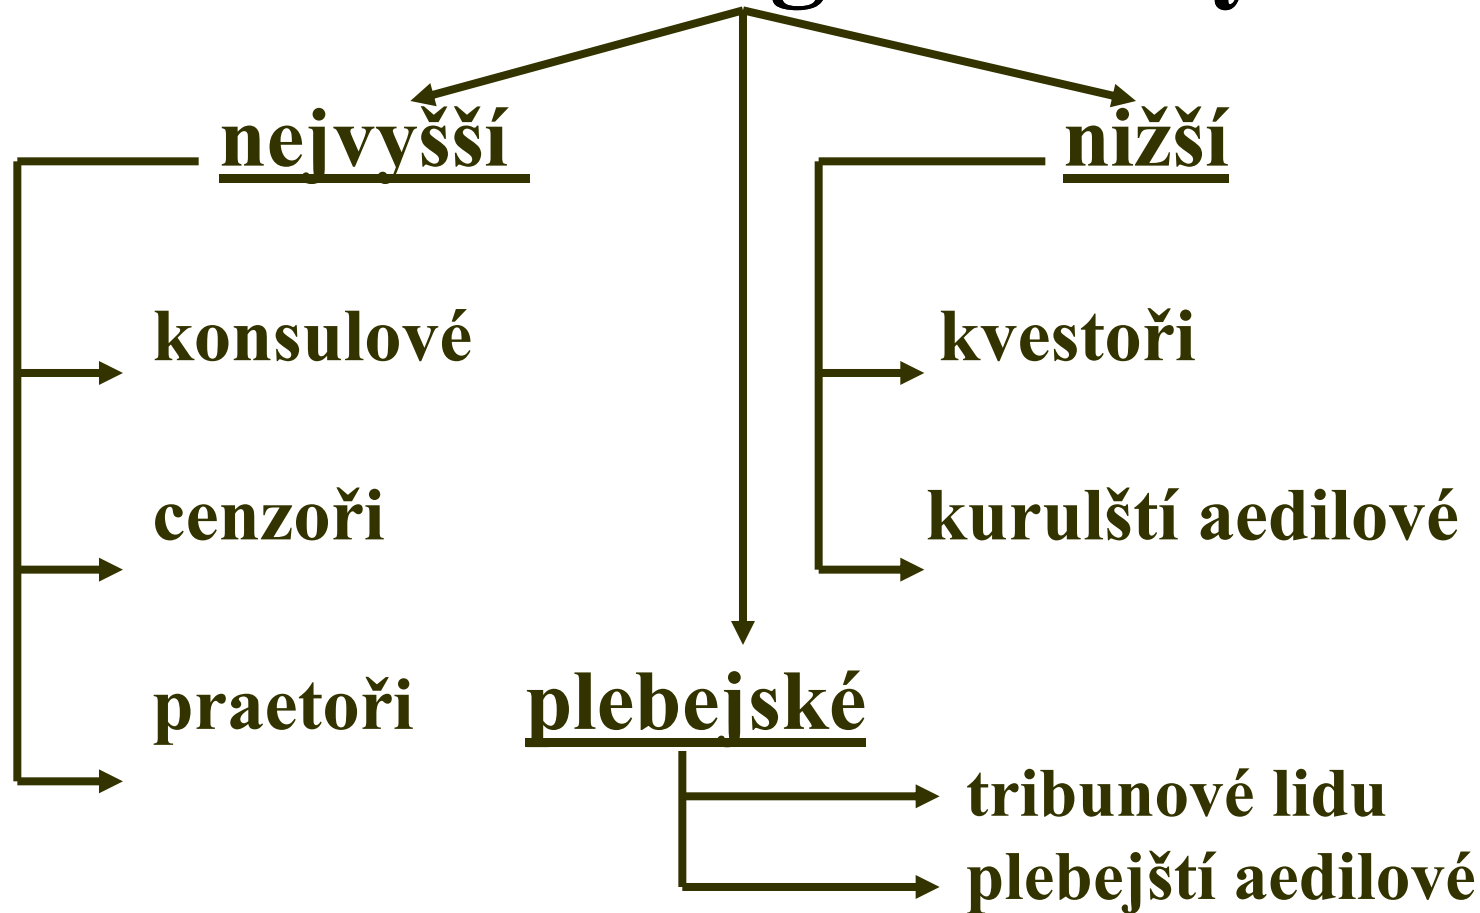 nejvyšší
nižší
konsulové
kvestoři
cenzoři
kurulští aedilové
praetoři
plebejské
tribunové lidu
plebejští aedilové